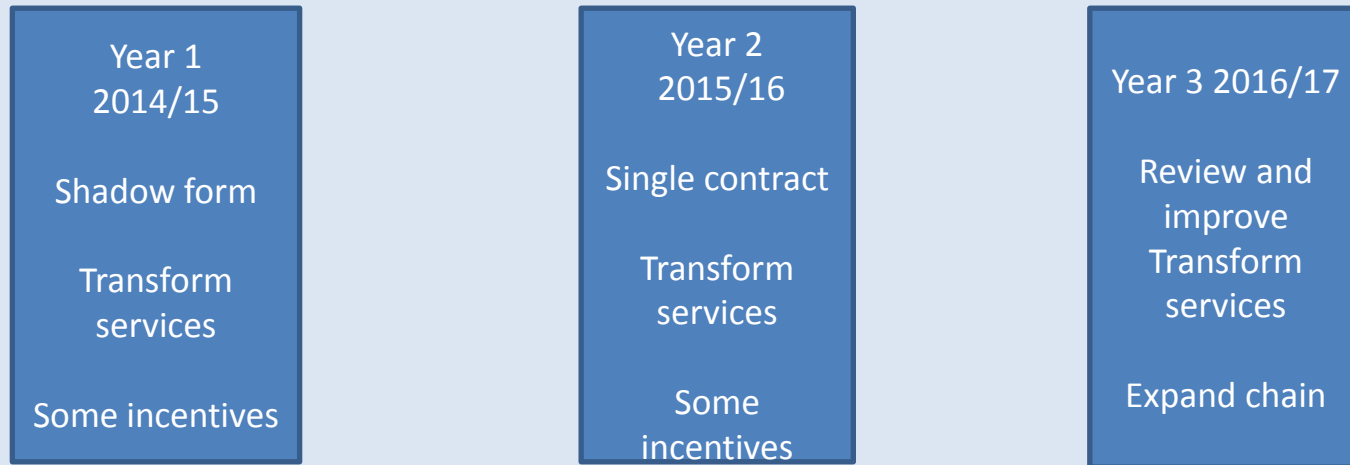 Year 1
2014/15
Shadow form
Transform
services
Some incentives
Year 2
2015/16
Single contract
Transform
services
Some
incentives
Year 3 2016/17
Review and
improve
Transform
services
Expand chain